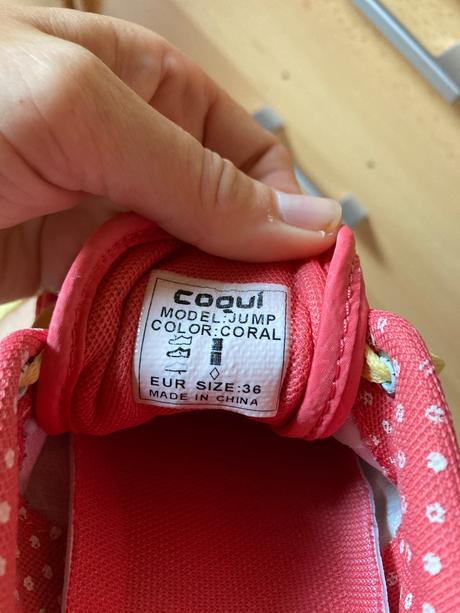 coqui
MODEL:JUMP
COLOR:CORAL
EUR SIZE:36
MADE IN CHINA